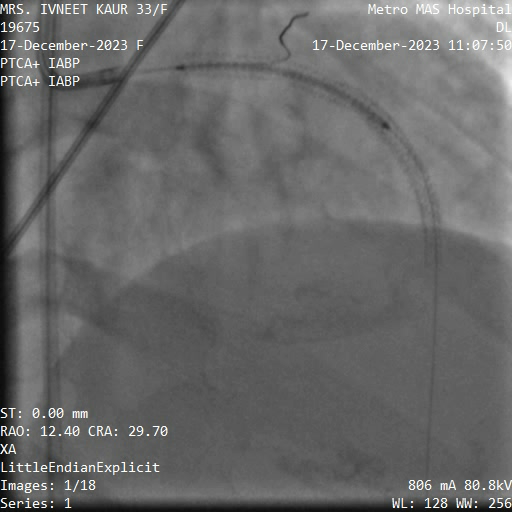 MRS. IVNEET KAUR 33/F
Metro MAS Hospital
19675
DL
17-December-2023 F
17-December-2023 11:07:50
PTCA+ IABP
PTCA+ IABP
ST: 0.00 mm
RAO: 12.40 CRA: 29.70
XA
LittleEndianExplicit
Images: 1/18
806 mA 80.8kV
Series: 1
WL: 128 WW: 256